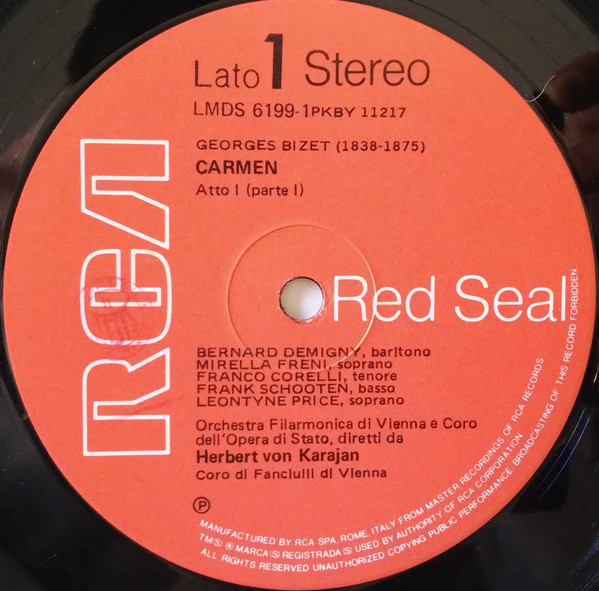 Lato 1 Stereo
LMDS 6199-1 PKBY 11217
GEORGES BIZET (1838-1875)
CARMEN
Atto I (parte I)
RCA
Red Seal
BERNARD DEMIGNY, baritono
MIRELLA FRENI, soprano
FRANCO CORELLI, tenore
FRANK SCHOOTEN, basso
LEONTYNE PRICE, soprano
Orchestra Filarmonica di Vienna e Coro
dell'Opera di Stato, diretti da
Herbert von Karajan
Coro di Fanciulli di Vienna
Ⓟ
MANUFACTURED BY RCA SPA, ROME, ITALY FROM MASTER RECORDINGS OF RCA RECORDS
TM(S) ® MARCA(S) REGISTRADA(S) USED BY AUTHORITY OF RCA CORPORATION
ALL RIGHTS RESERVED UNAUTHORIZED COPYING PUBLIC PERFORMANCE BROADCASTING OF THIS RECORD FORBIDDEN